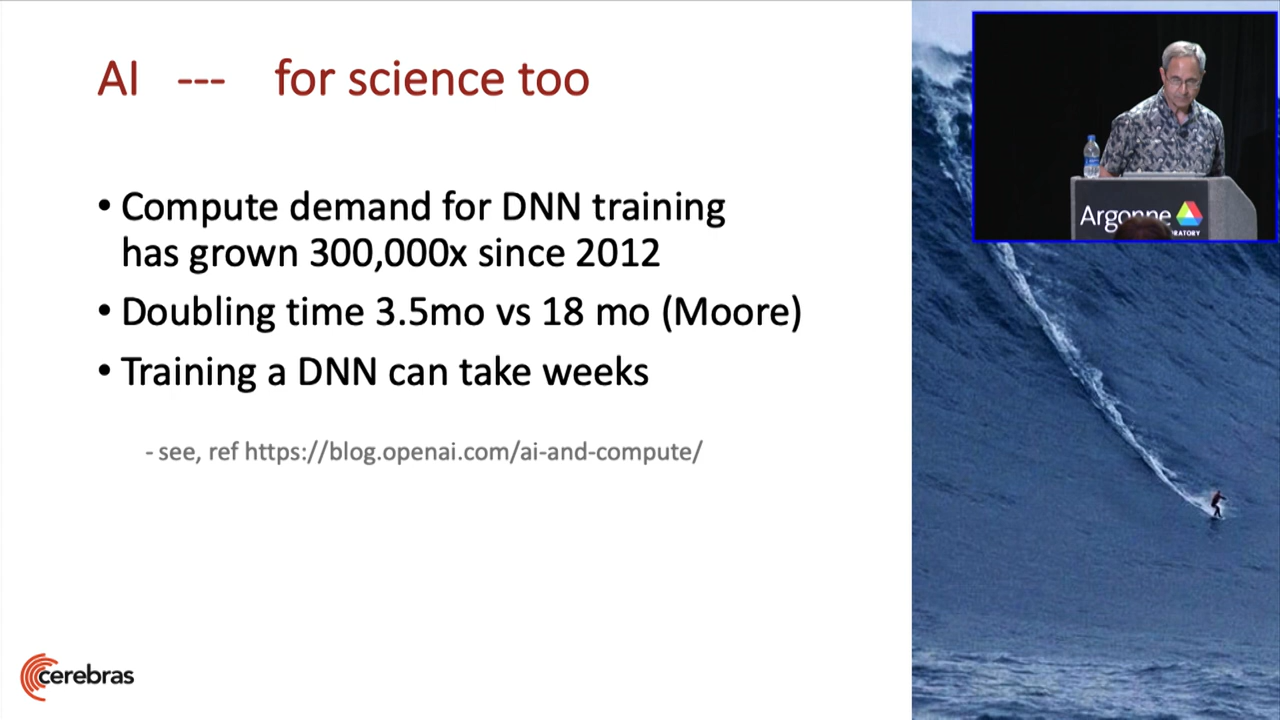 AI --- for science too
• Compute demand for DNN training
has grown 300,000x since 2012
• Doubling time 3.5mo vs 18 mo (Moore)
• Training a DNN can take weeks
- see, ref https://blog.openai.com/ai-and-compute/
cerebras
Argonne